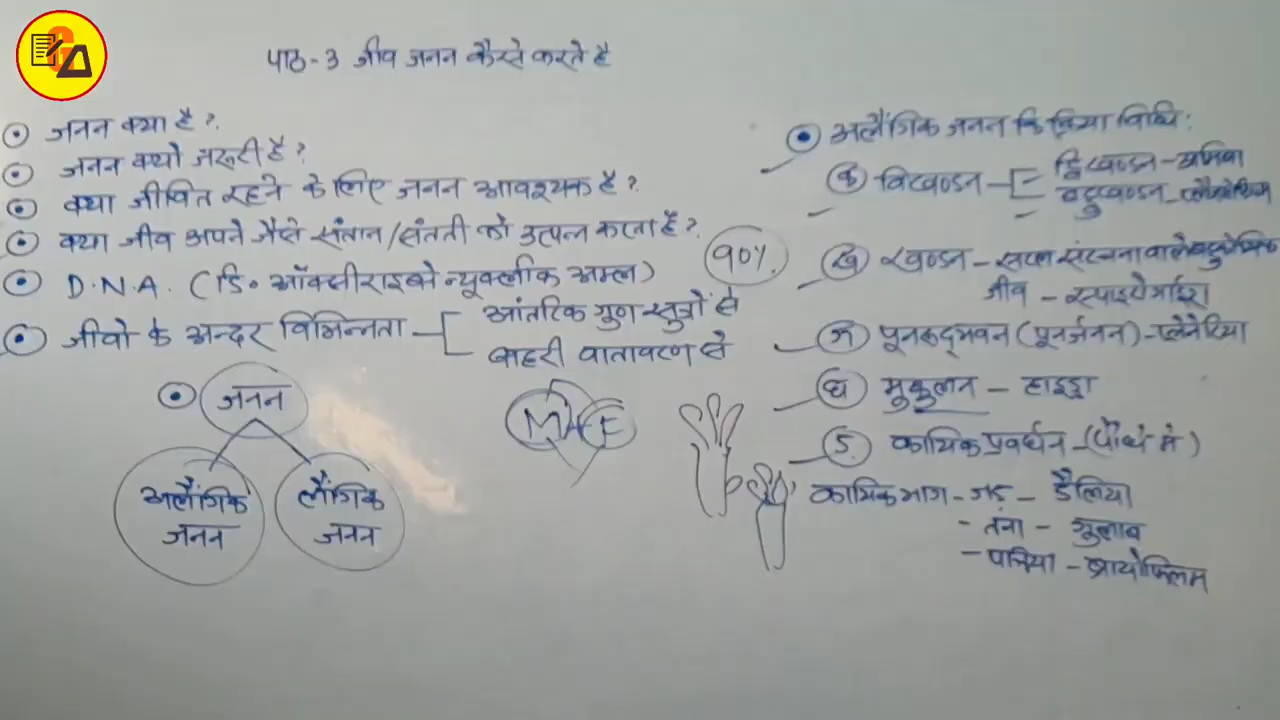 पाठ - 3 जीव जनन कैसे करते है
जनन क्या है ?
जनन क्यो जरूरी है ?
क्या जीवित रहने के लिए जनन आवश्यक है ?
क्या जीव अपने जैसे संतान / संतती को उत्पन्न करता है ?
D.N.A. (डि. ऑक्सीराइबो न्यूक्लीक अम्ल)
जीवो के अन्दर विभिन्नता - आंतरिक गुण सूत्रों से
बाहरी वातावरण से
90%
जनन
अलैंगिक जनन
लैंगिक जनन
M + F
अलैंगिक जनन कि क्रिया विधि :
(क) विखण्डन - द्विखण्डन - अमिबा
बहुखण्डन -
(ख) खण्डन - सरल संरचना वाले
जीव - स्पाइरोगाइरा
(ग) पूनरूद्भवन (पूनर्जनन) - प्लेनेरिया
(घ) मुकुलन - हाइड्रा
5. कायिक प्रवर्धन - (पौधे में)
कायिक भाग - जड़ - डैलिया
- तना - गुलाब
- पत्तिया - ब्रायोफिलम